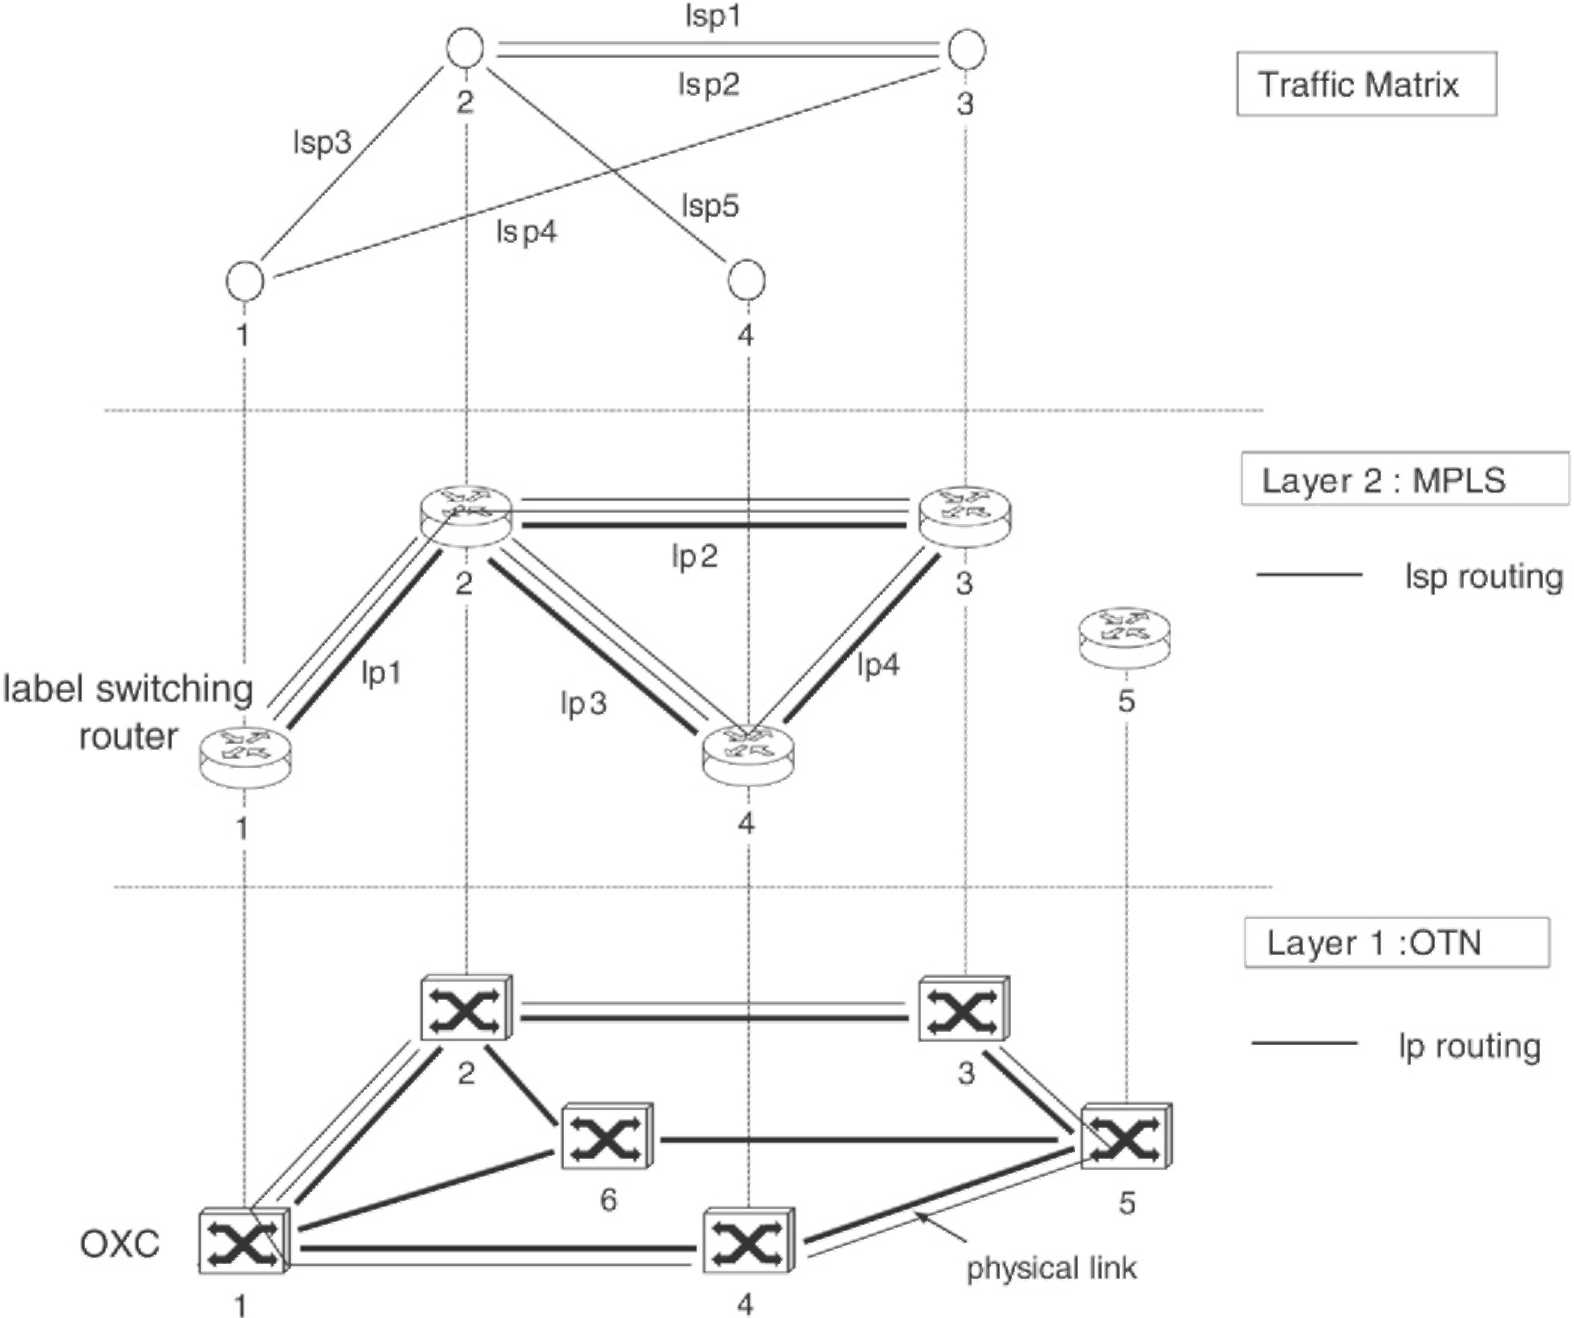 lsp1
lsp2
2
3
Traffic Matrix
lsp3
lsp5
lsp4
1
4
Layer 2 : MPLS
lp2
2
3
lsp routing
lp1
lp3
lp4
label switching
router
5
1
4
Layer 1 :OTN
2
3
lp routing
6
5
OXC
physical link
1
4